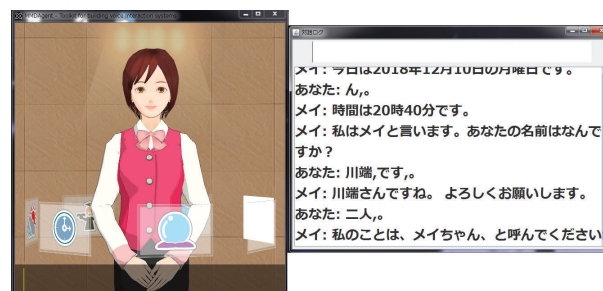 MMDAgent - Toolkit for building voice interaction systems
対話ログ
メイ: 今日は2018年12月10日の月曜日です。
あなた: ん,。
メイ: 時間は20時40分です。
メイ: 私はメイと言います。あなたの名前はなんで
すか？
あなた: 川端,です,。
メイ: 川端さんですね。 よろしくお願いします。
あなた: 二人,。
メイ: 私のことは、メイちゃん、と呼んでください